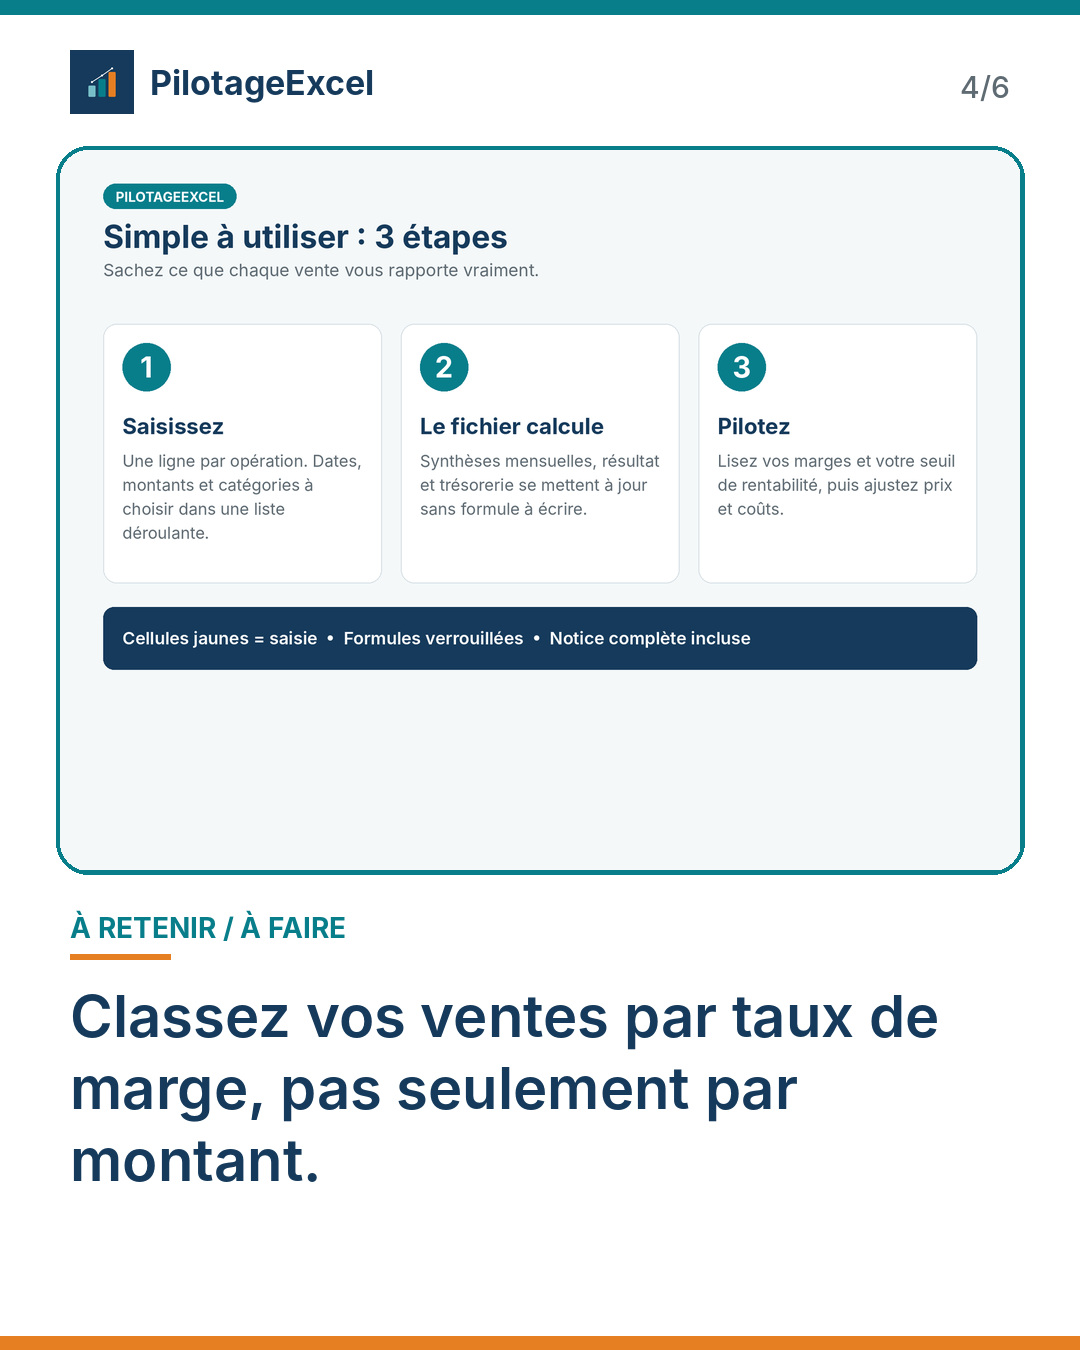 PilotageExcel
4/6
PILOTAGEEXCEL
Simple à utiliser : 3 étapes
Sachez ce que chaque vente vous rapporte vraiment.
1
Saisissez
Une ligne par opération. Dates,
montants et catégories à
choisir dans une liste
déroulante.
2
Le fichier calcule
Synthèses mensuelles, résultat
et trésorerie se mettent à jour
sans formule à écrire.
3
Pilotez
Lisez vos marges et votre seuil
de rentabilité, puis ajustez prix
et coûts.
Cellules jaunes = saisie • Formules verrouillées • Notice complète incluse
À RETENIR / À FAIRE
Classez vos ventes par taux de
marge, pas seulement par
montant.